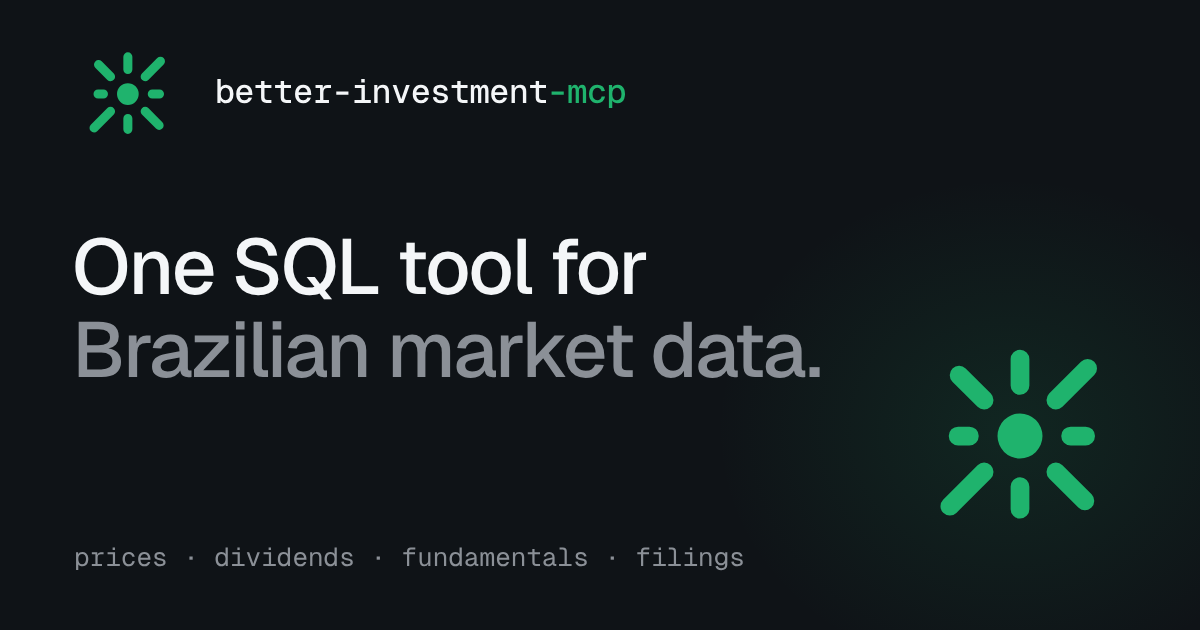 better-investment-mcp
One SQL tool for
Brazilian market data.
prices · dividends · fundamentals · filings